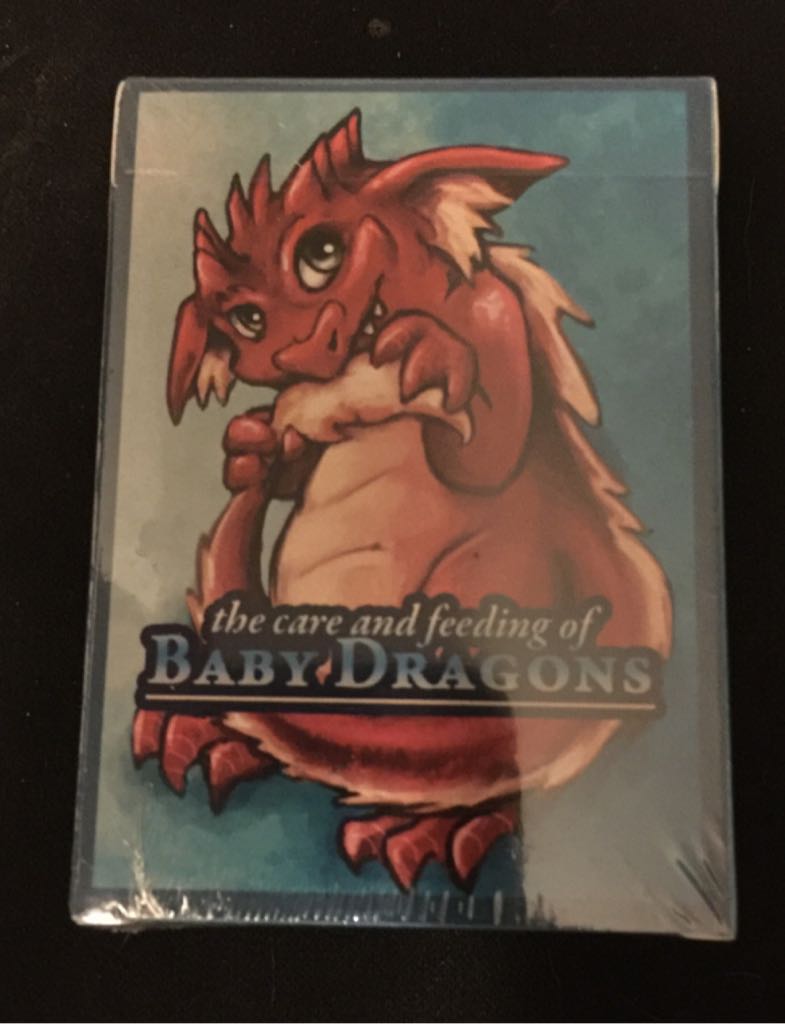 the care and feeding of
BABY DRAGONS